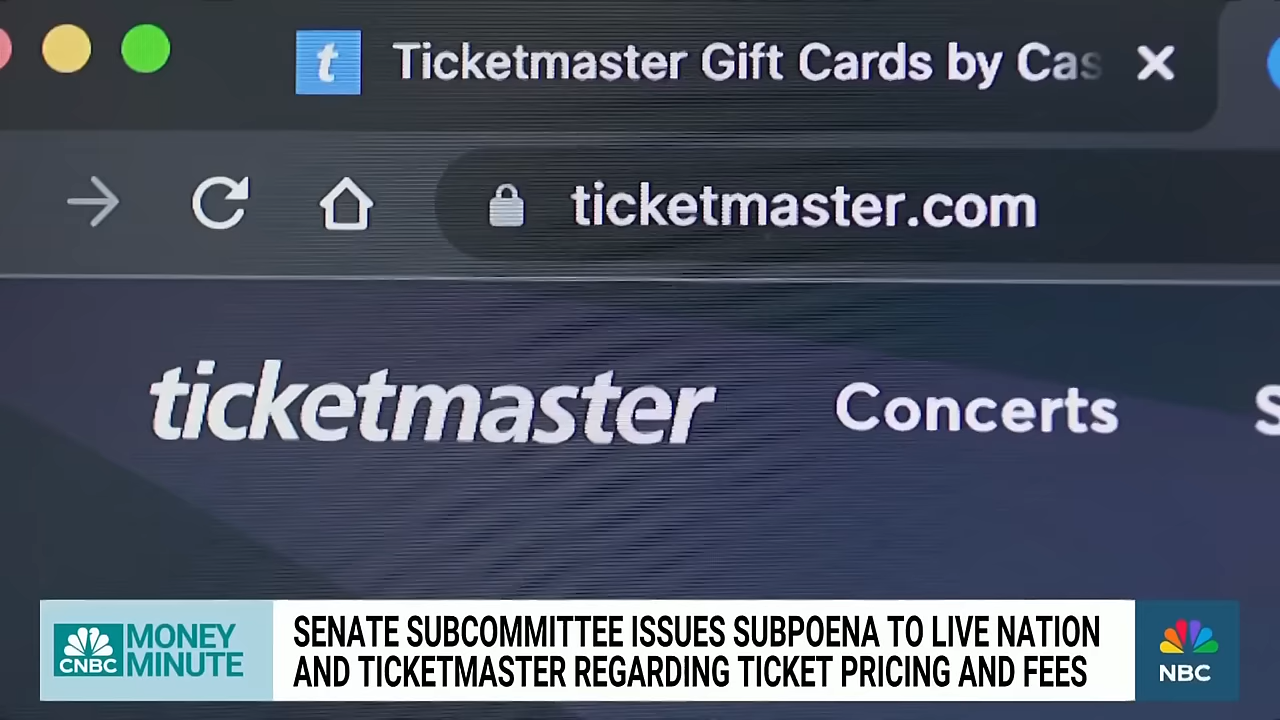 t Ticketmaster Gift Cards by Cas
ticketmaster.com
ticketmaster Concerts S
CNBC MONEY MINUTE
SENATE SUBCOMMITTEE ISSUES SUBPOENA TO LIVE NATION
AND TICKETMASTER REGARDING TICKET PRICING AND FEES
NBC